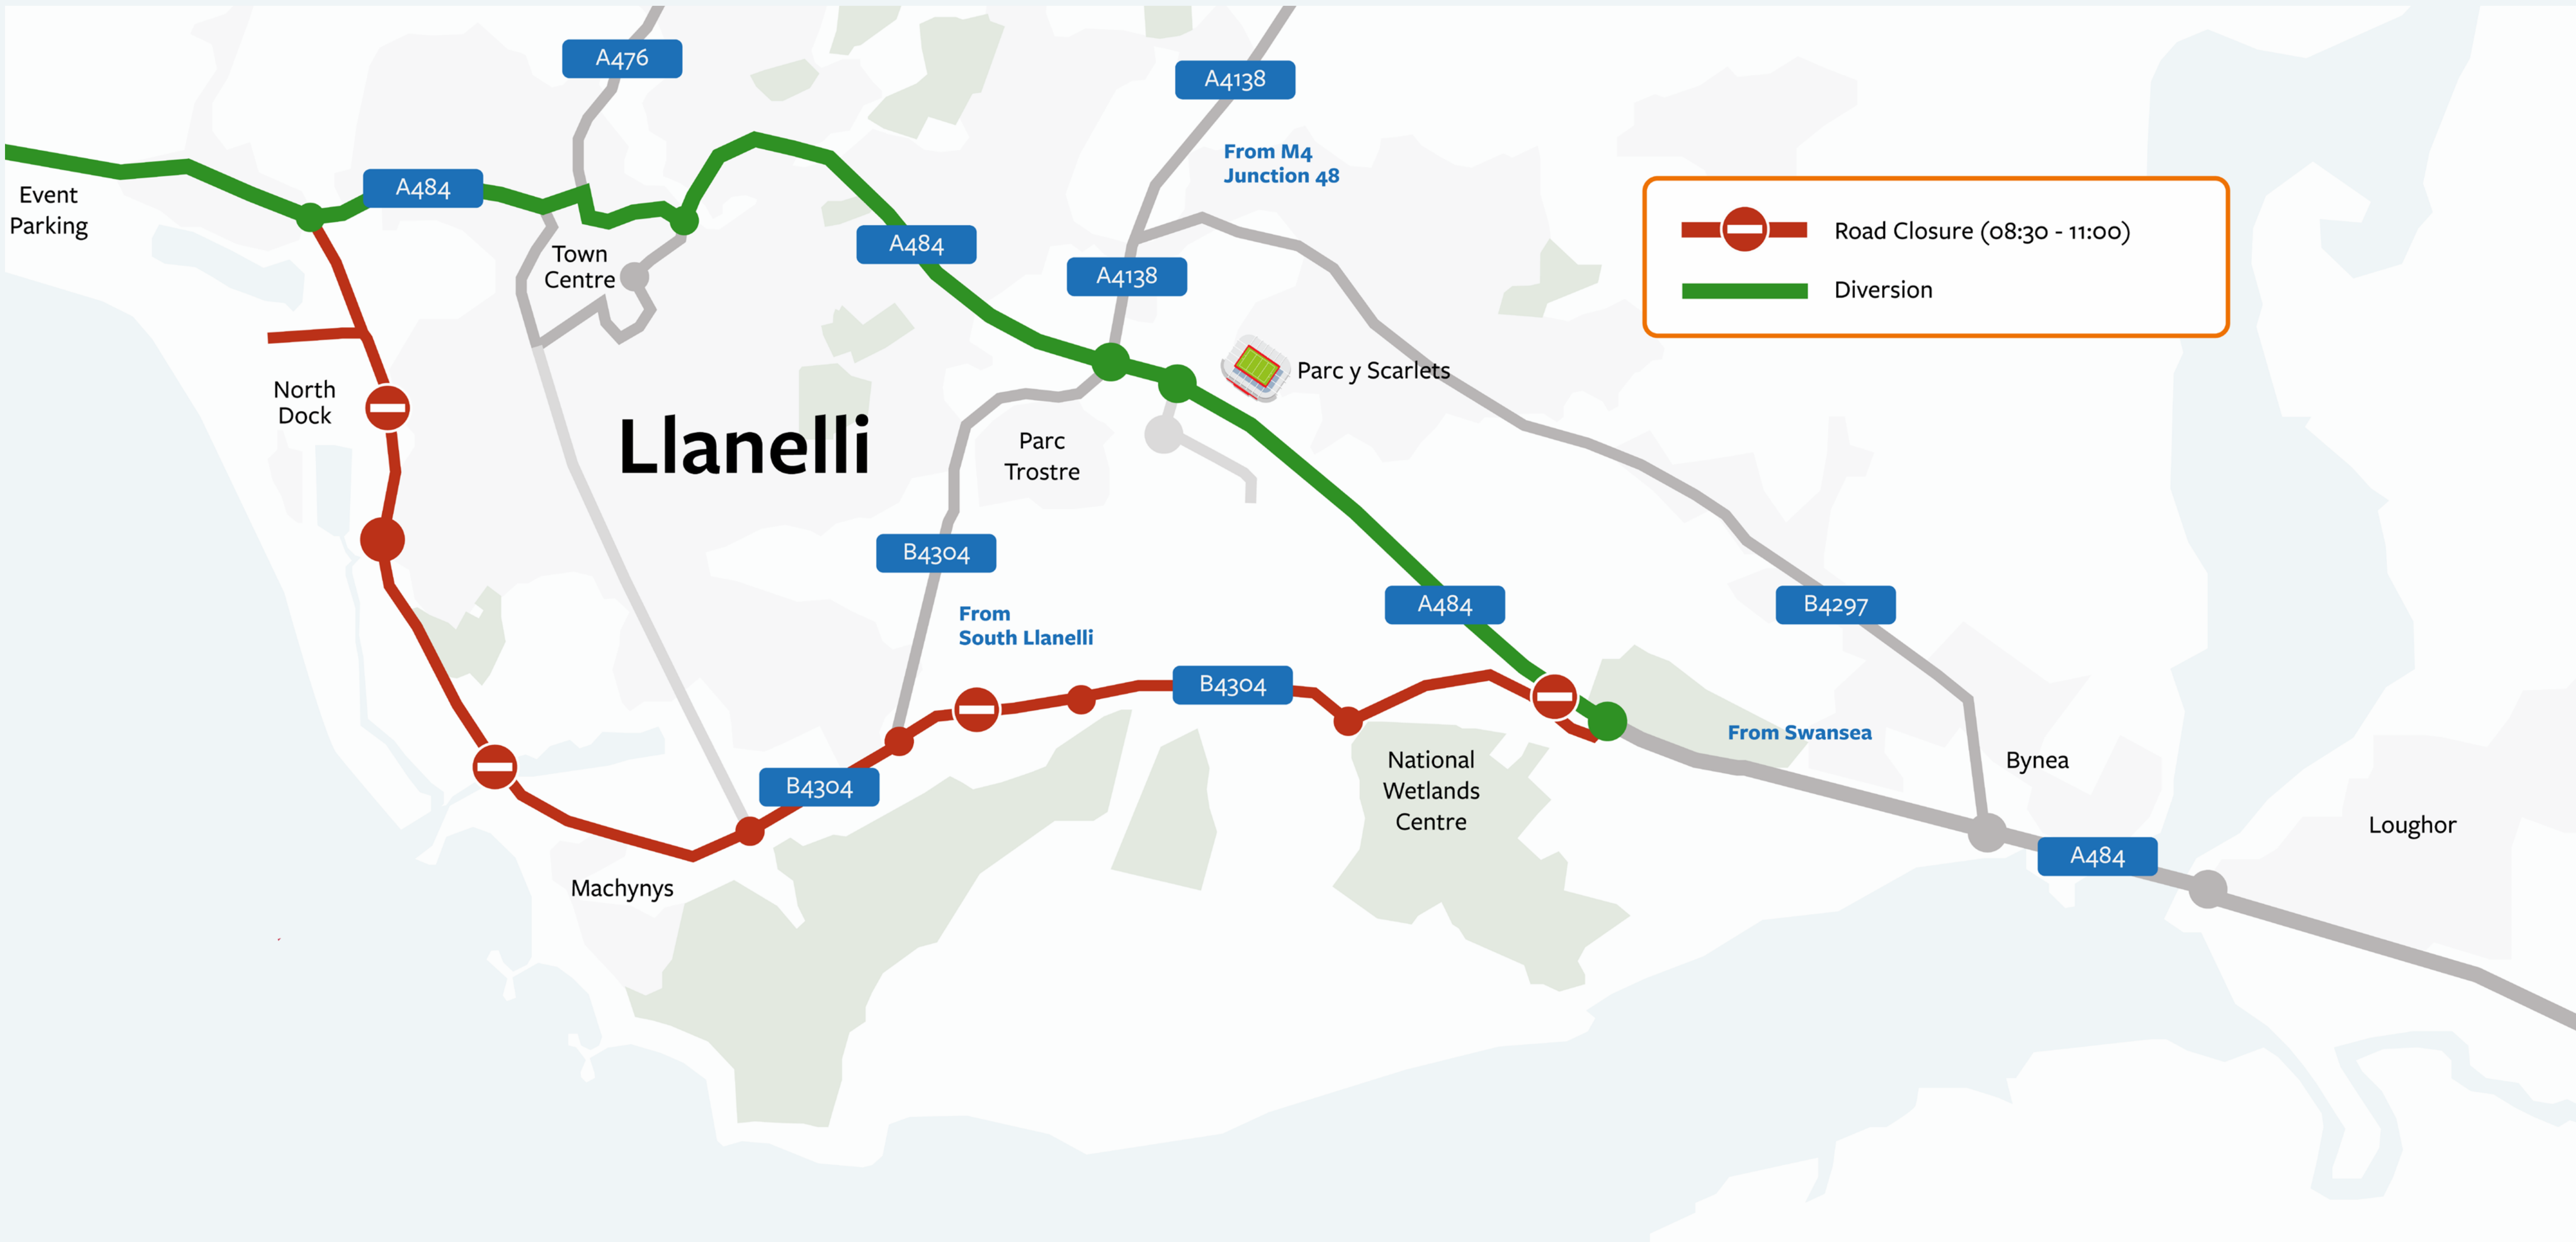 A476
A4138
From M4
Junction 48
Event
Parking
A484
Road Closure (08:30 - 11:00)
Diversion
Town
Centre
A484
A4138
Parc y Scarlets
North
Dock
Llanelli
Parc
Trostre
B4304
From
South Llanelli
A484
B4297
B4304
From Swansea
National
Wetlands
Centre
Bynea
B4304
Loughor
A484
Machynys